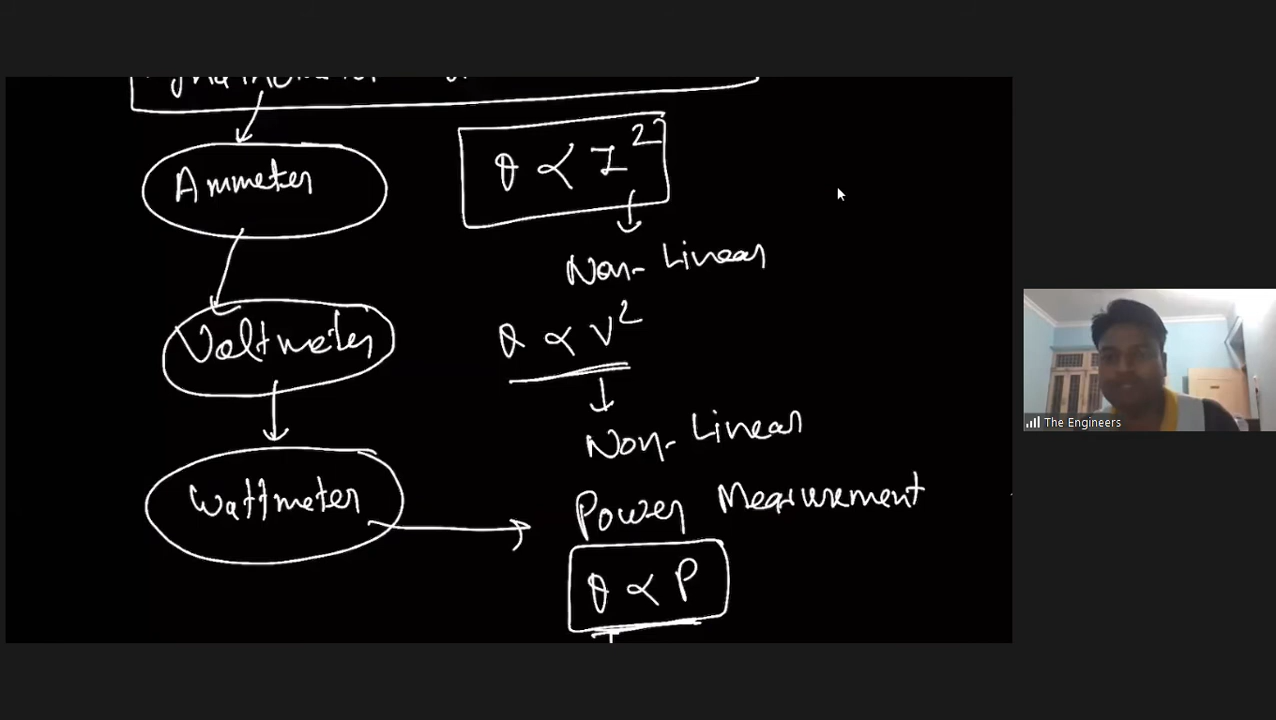 Ammeter
θ ∝ I²
Non-Linear
Voltmeter
θ ∝ V²
Non-Linear
Wattmeter
Power Measurement
θ ∝ P
The Engineers